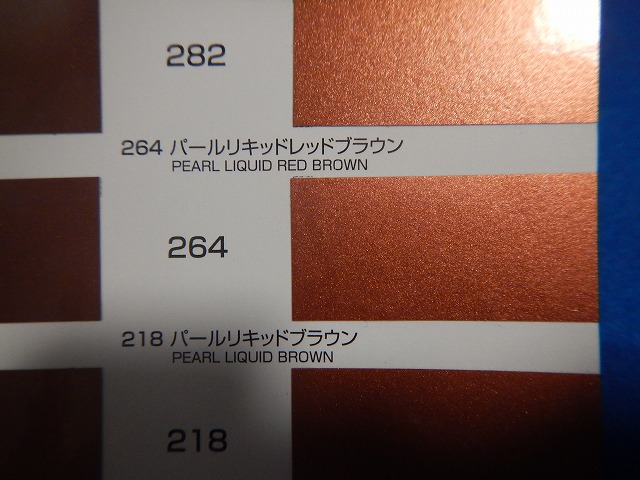 282
264 パールリキッドレッドブラウン
PEARL LIQUID RED BROWN
264
218 パールリキッドブラウン
PEARL LIQUID BROWN
218